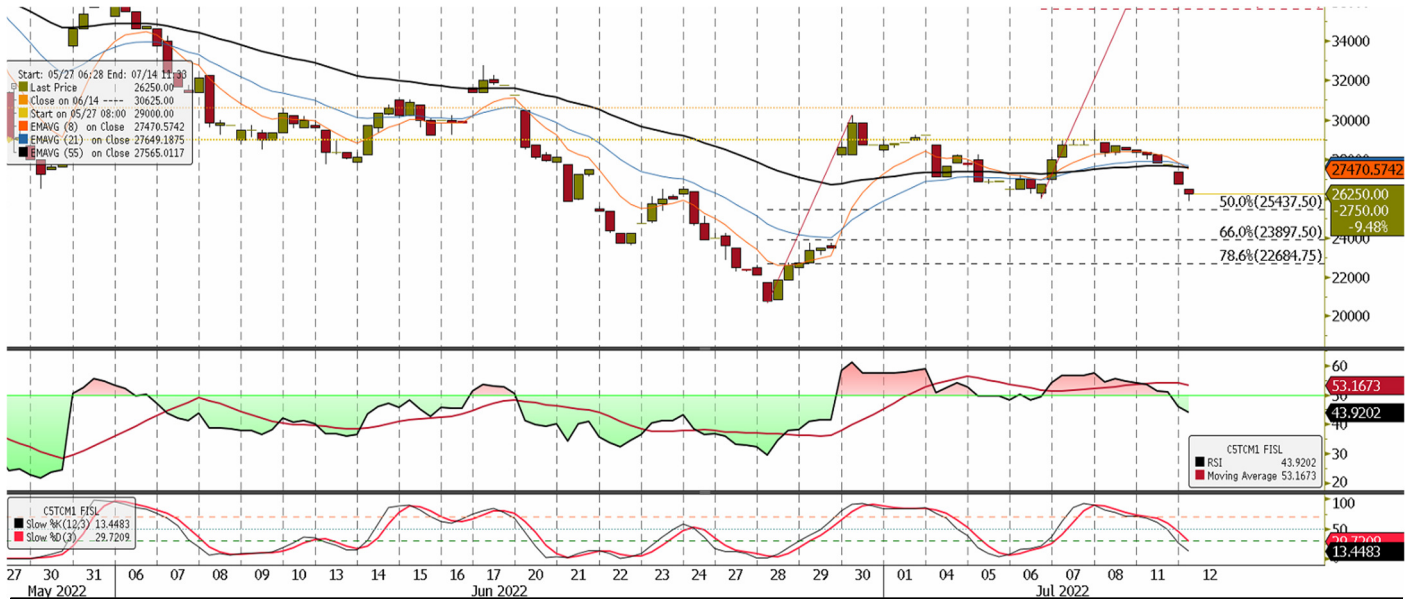 34000
32000
30000
28000
27470.5742
26250.00
-2750.00
-9.48%
24000
22000
20000
Start: 05/27 06:28 End: 07/14 11:33
Last Price 26250.00
Close on 06/14 ---- 30625.00
Start on 05/27 08:00 29000.00
EMAVG (8) on Close 27470.5742
EMAVG (21) on Close 27649.1875
EMAVG (55) on Close 27565.0117
50.0%(25437.50)
66.0%(23897.50)
78.6%(22684.75)
60
53.1673
50
43.9202
40
30
20
C5TCM1 FISL
RSI 43.9202
Moving Average 53.1673
C5TCM1 FISL
Slow %K(12,3) 13.4483
Slow %D(3) 29.7209
100
50
29.7209
13.4483
0
27 30 31 06 07 08 09 10 13 14 15 16 17 20 21 22 23 24 27 28 29 30 01 04 05 06 07 08 11 12
May 2022 Jun 2022 Jul 2022